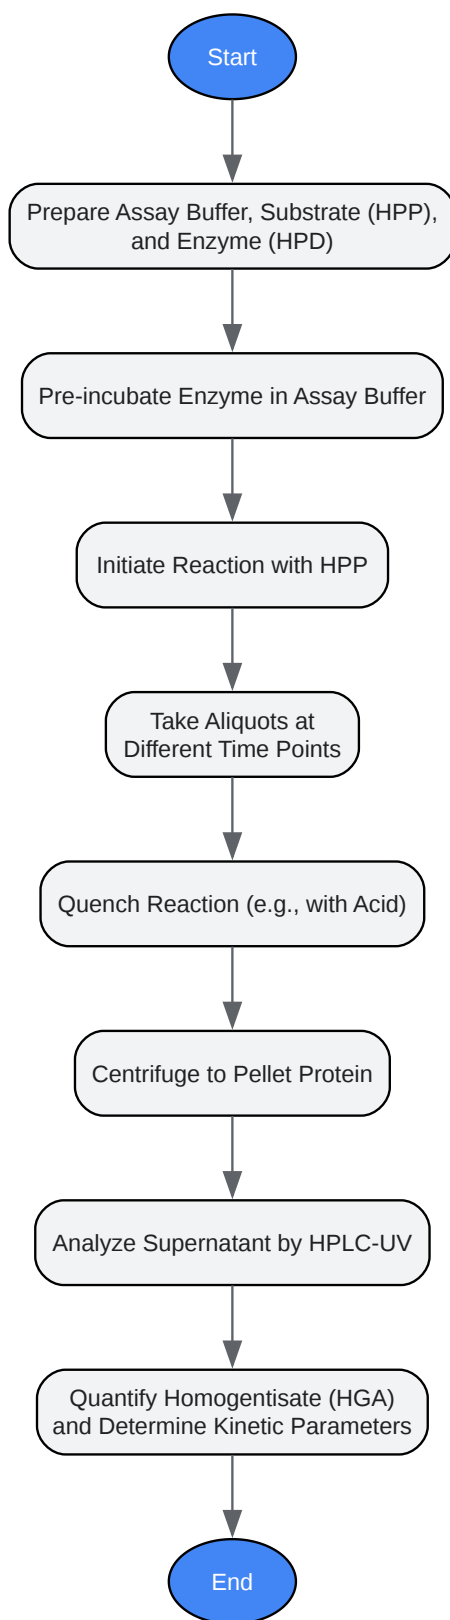 Start
Prepare Assay Buffer, Substrate (HPP),
and Enzyme (HPD)
Pre-incubate Enzyme in Assay Buffer
Initiate Reaction with HPP
Take Aliquots at
Different Time Points
Quench Reaction (e.g., with Acid)
Centrifuge to Pellet Protein
Analyze Supernatant by HPLC-UV
Quantify Homogentisate (HGA)
and Determine Kinetic Parameters
End